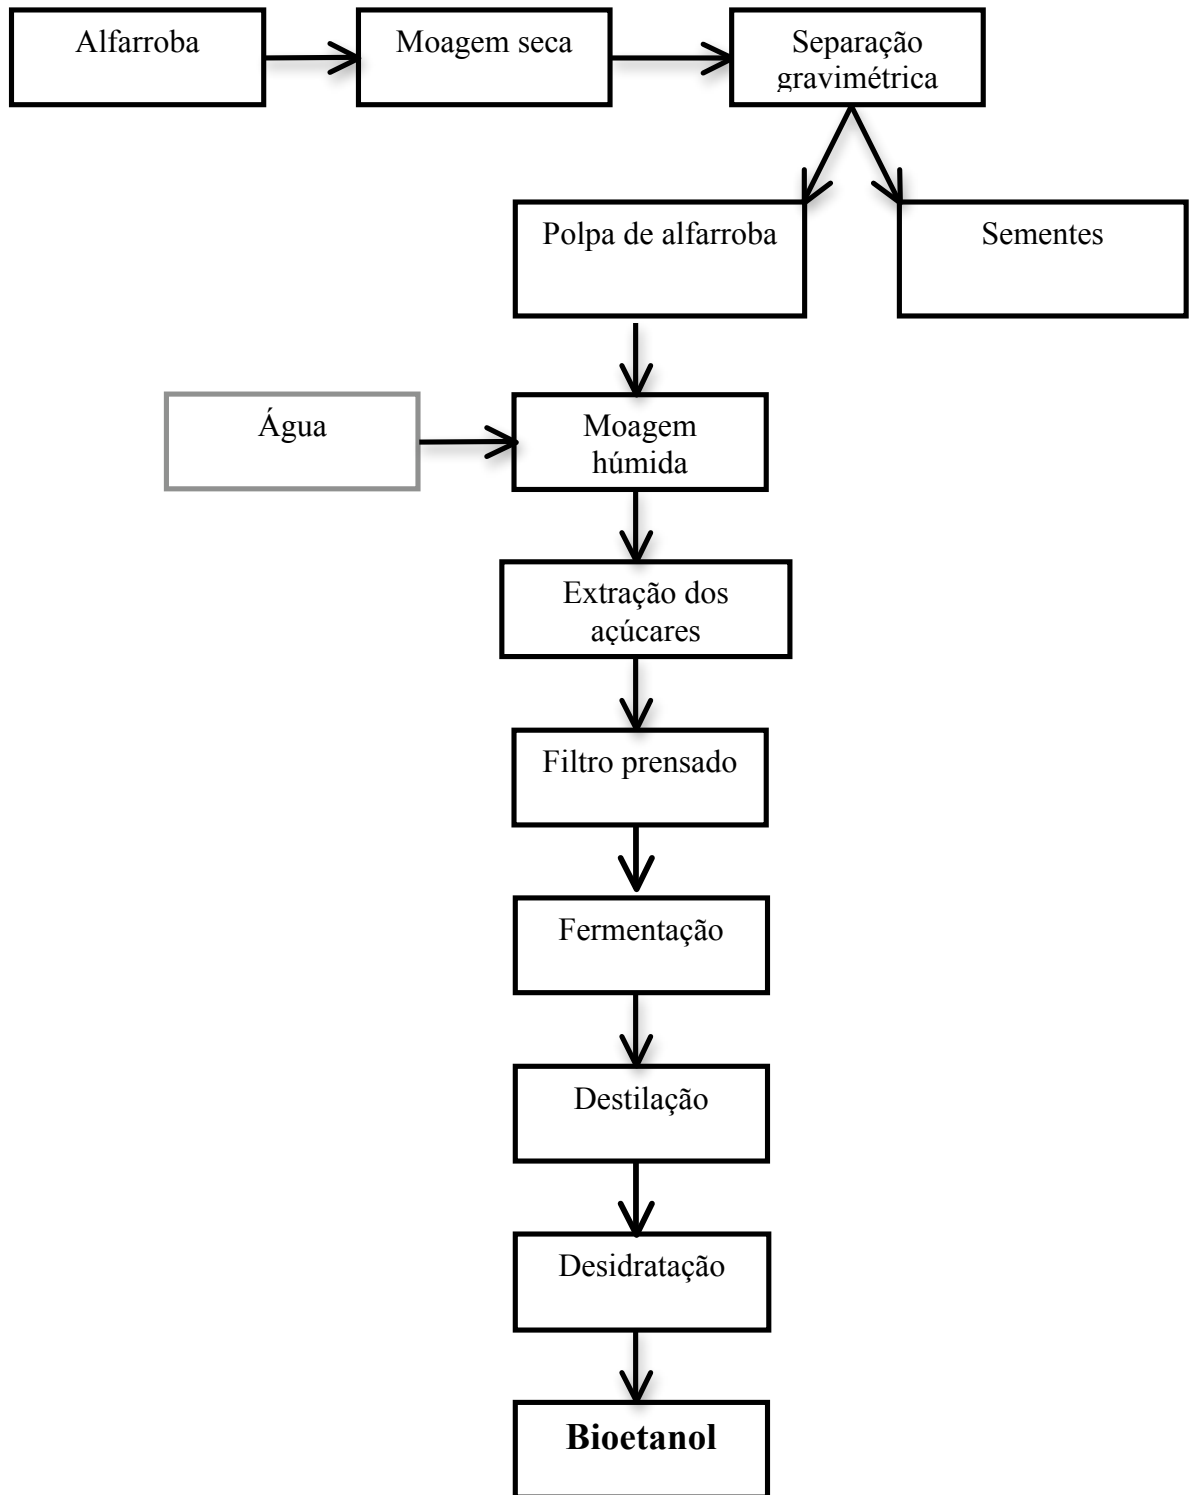 Alfarroba
Moagem seca
Separação
gravimétrica
Polpa de alfarroba
Sementes
Água
Moagem
húmida
Extração dos
açúcares
Filtro prensado
Fermentação
Destilação
Desidratação
Bioetanol